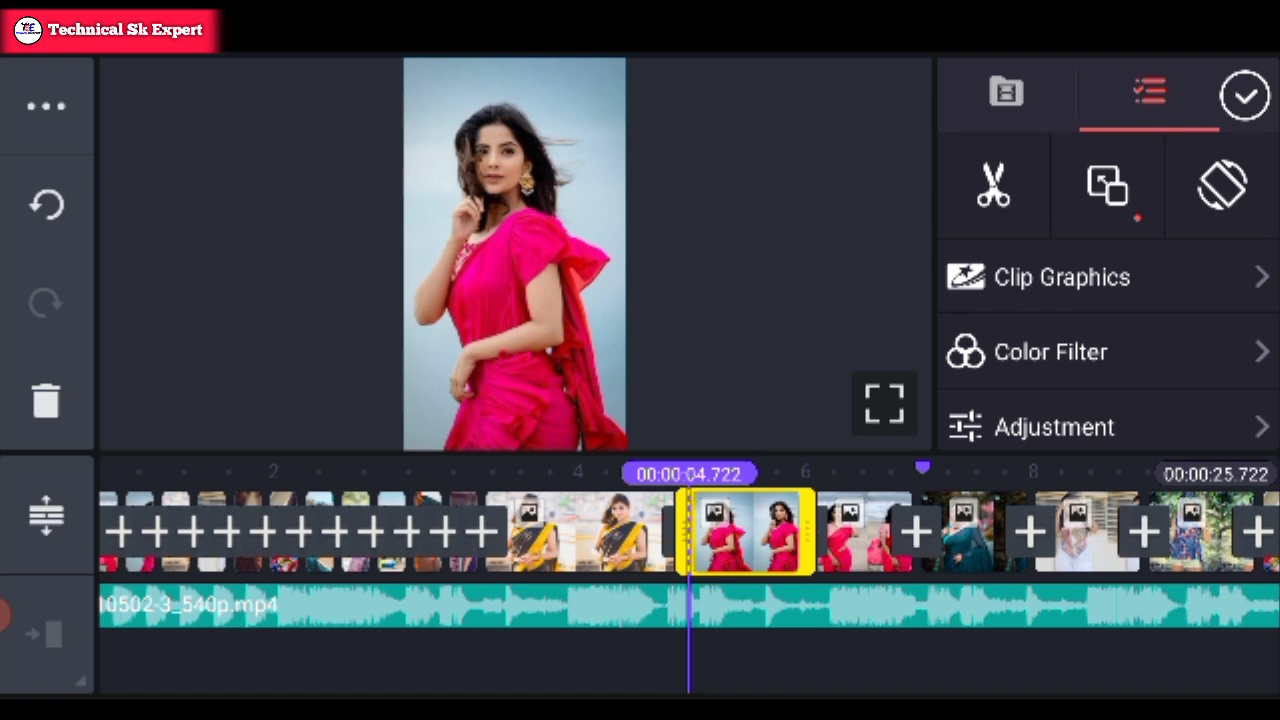 Technical Sk Expert
Clip Graphics
Color Filter
Adjustment
2
4
00:00:04.722
6
8
00:00:25.722
10502-3_540p.mp4